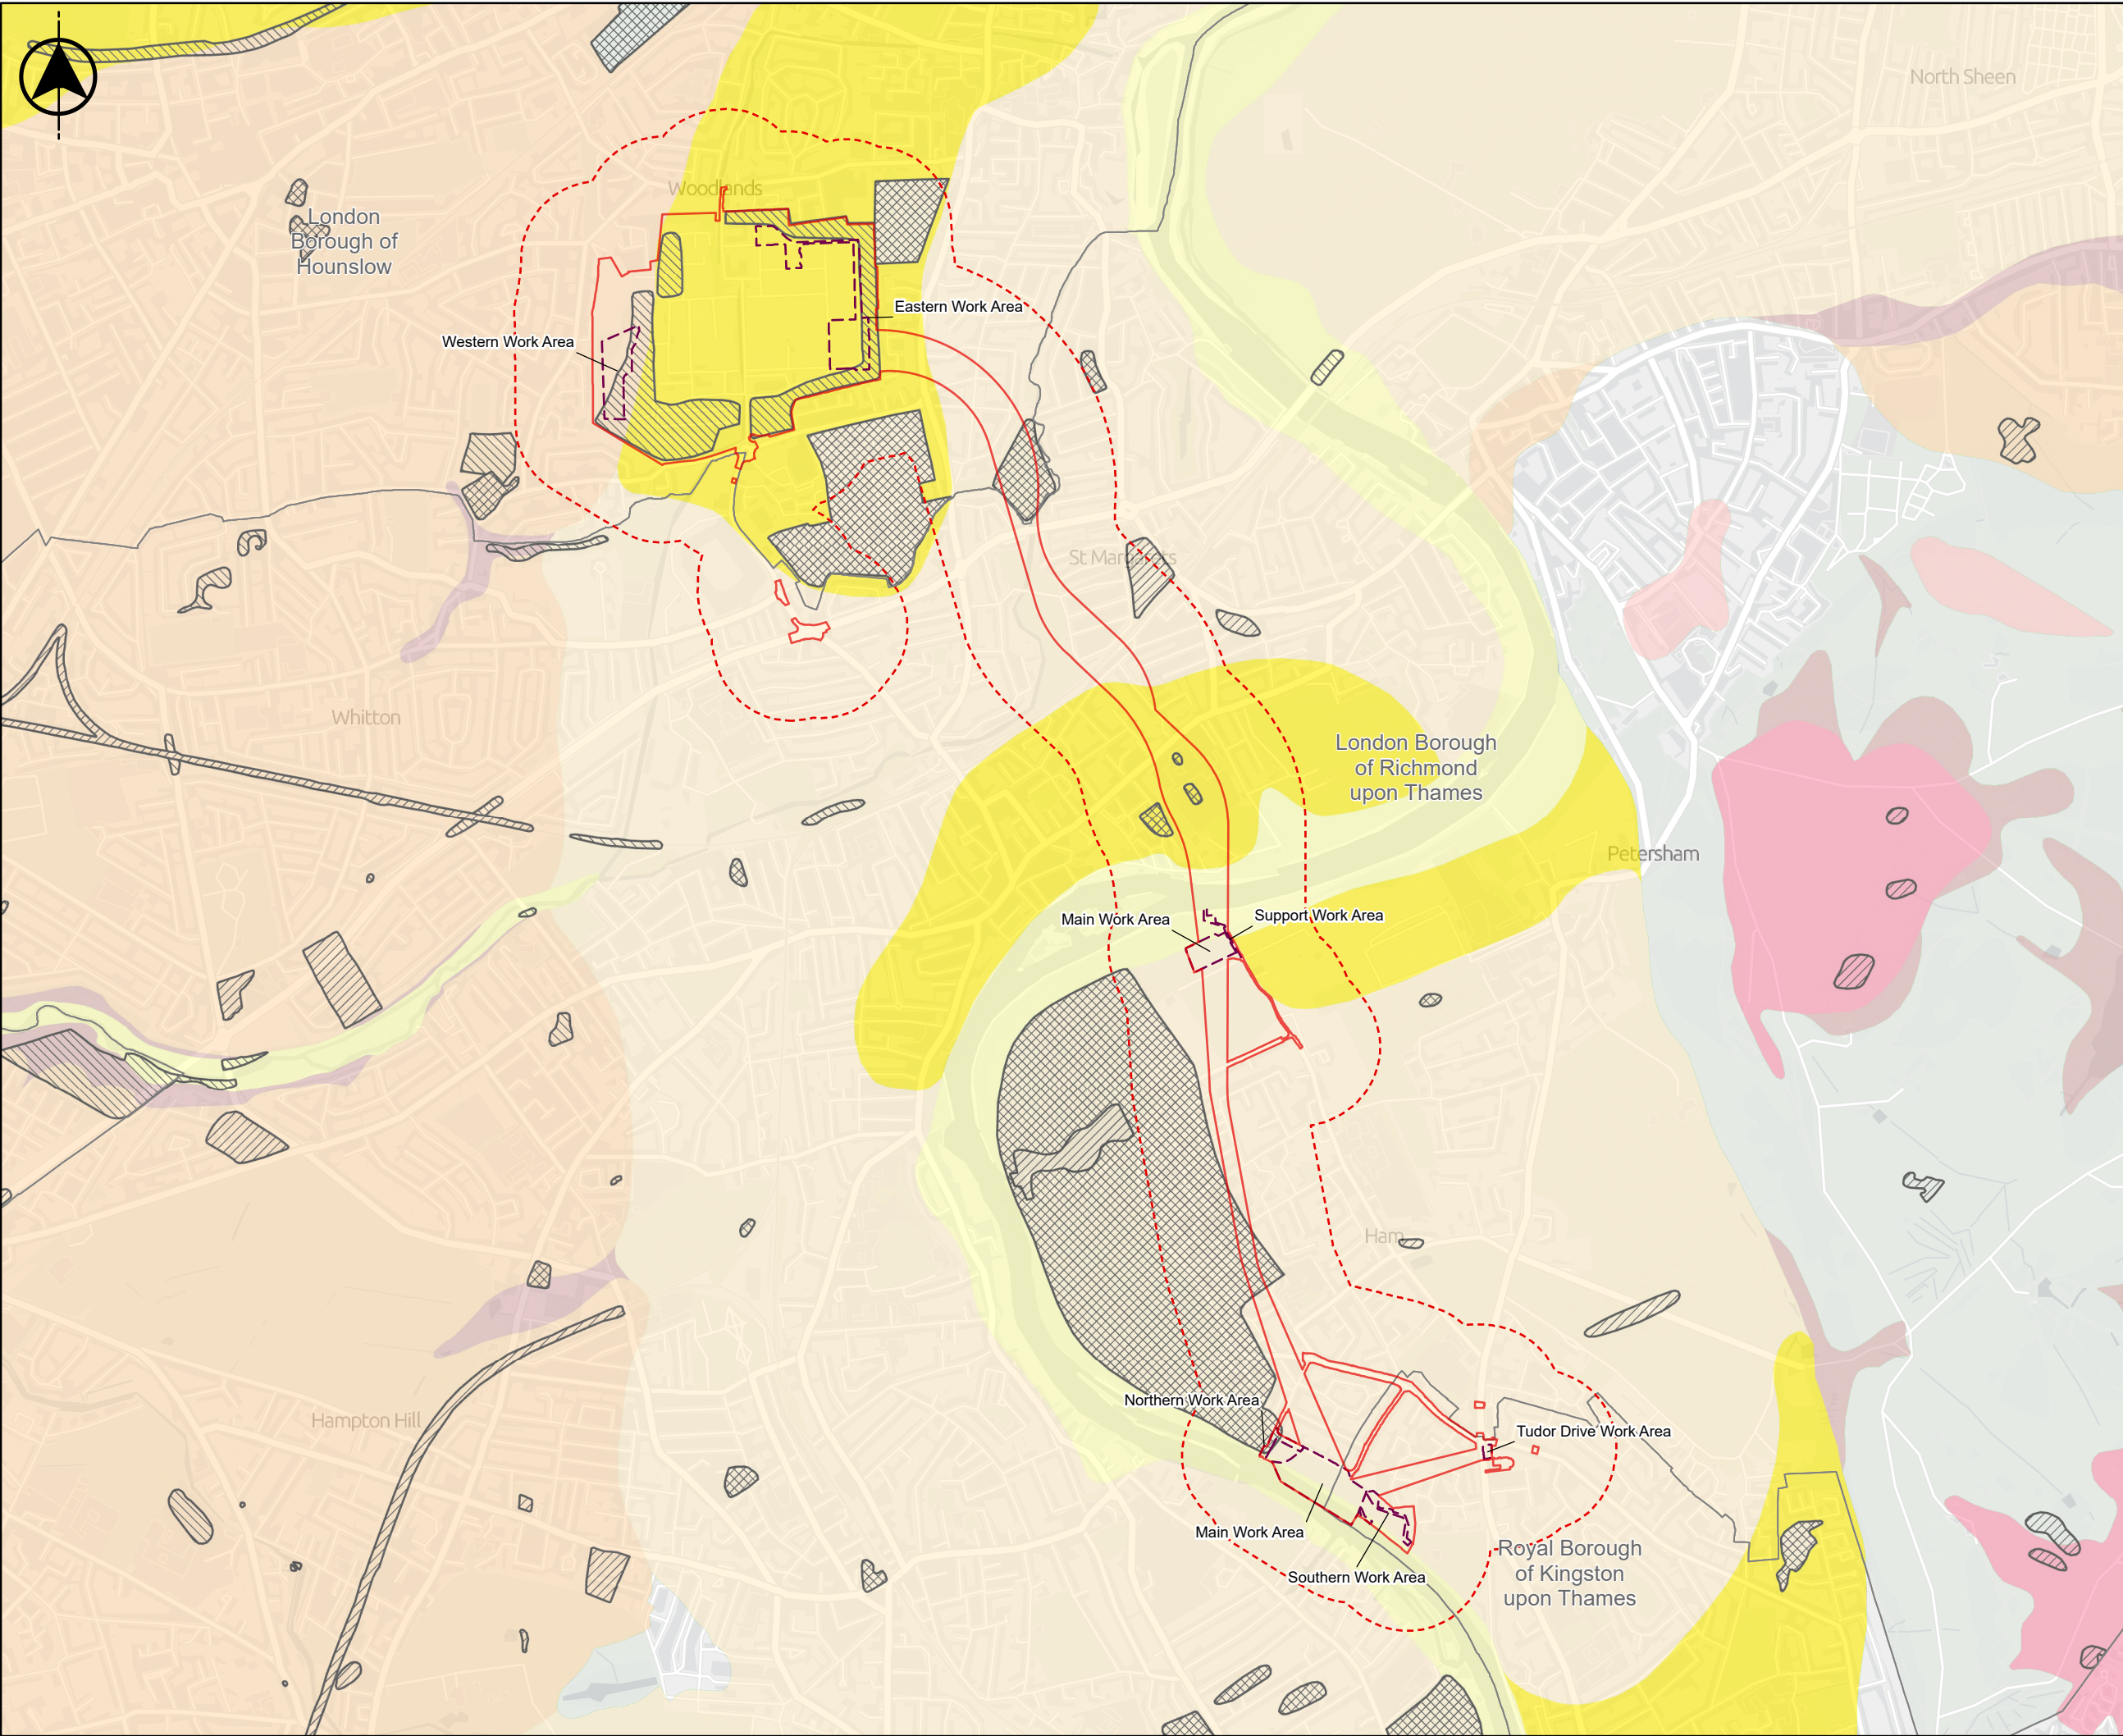 North Sheen
Woodlands
London
Borough of
Hounslow
Eastern Work Area
Western Work Area
St Margarets
Whitton
London Borough
of Richmond
upon Thames
Petersham
Main Work Area
Support Work Area
Ham
Northern Work Area
Hampton Hill
Tudor Drive Work Area
Main Work Area
Royal Borough
of Kingston
upon Thames
Southern Work Area